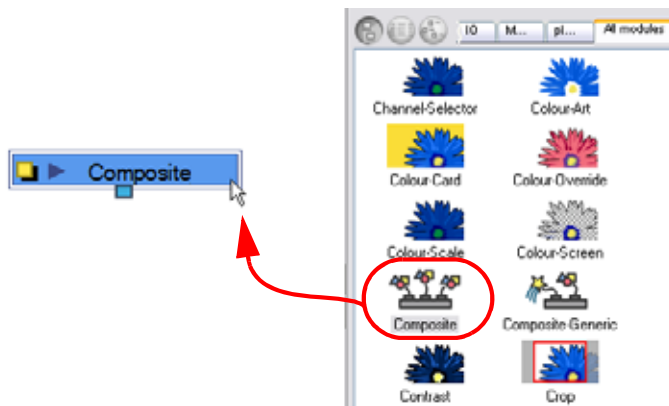 Composite
IO M... pl... All modules
Channel-Selector Colour-Art
Colour-Card Colour-Override
Colour-Scale Colour-Screen
Composite Composite Generic
Contrast Crop